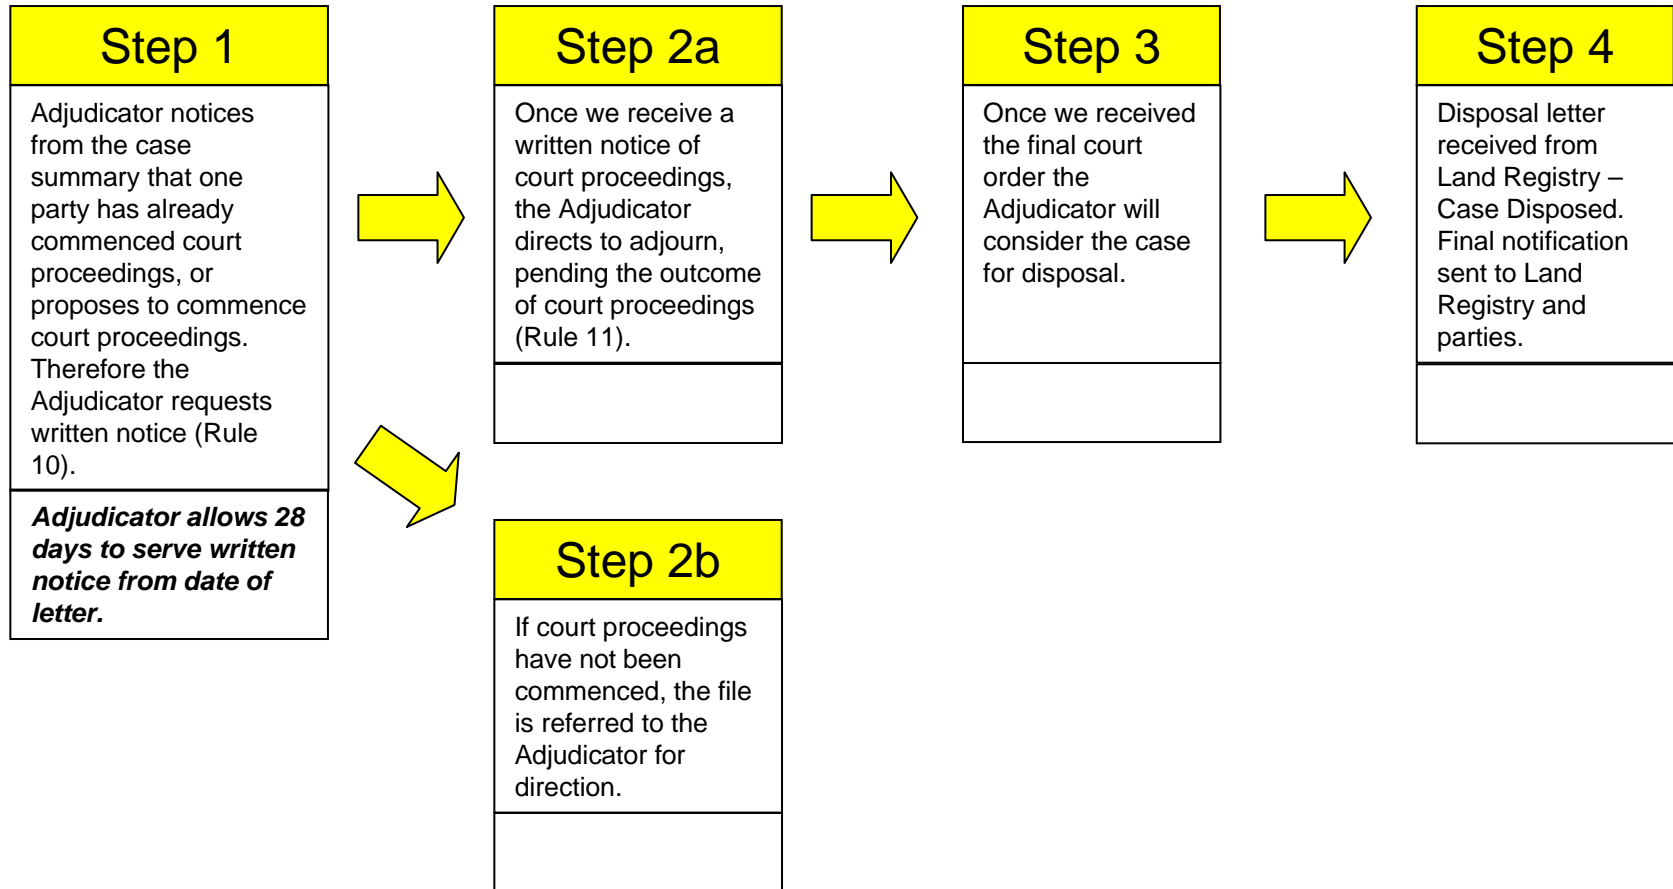 Step 1
Adjudicator notices
from the case
summary that one
party has already
commenced court
proceedings, or
proposes to commence
court proceedings.
Therefore the
Adjudicator requests
written notice (Rule
10).
Adjudicator allows 28
days to serve written
notice from date of
letter.
Step 2a
Once we receive a
written notice of
court proceedings,
the Adjudicator
directs to adjourn,
pending the outcome
of court proceedings
(Rule 11).
Step 2b
If court proceedings
have not been
commenced, the file
is referred to the
Adjudicator for
direction.
Step 3
Once we received
the final court
order the
Adjudicator will
consider the case
for disposal.
Step 4
Disposal letter
received from
Land Registry –
Case Disposed.
Final notification
sent to Land
Registry and
parties.